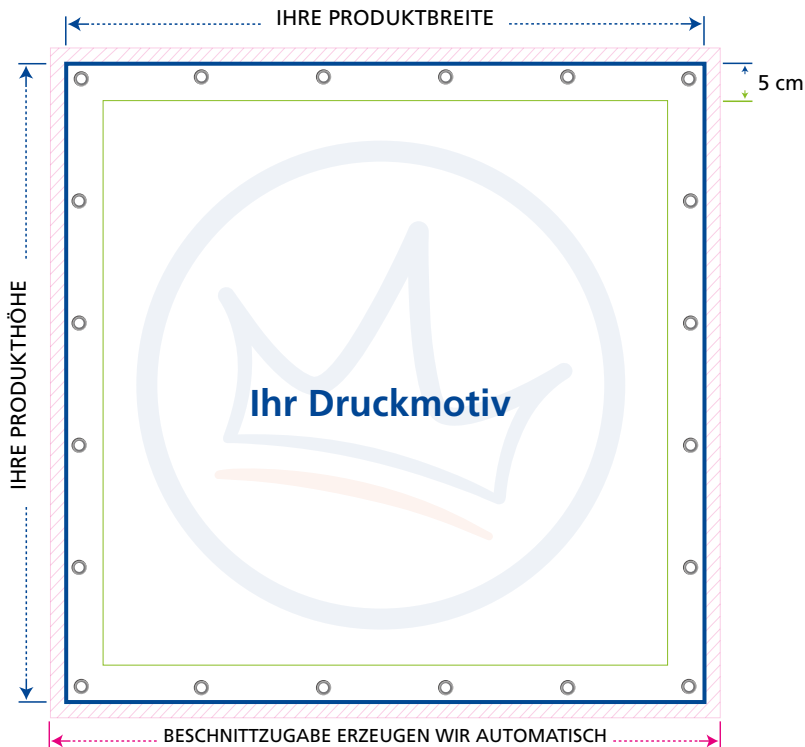 IHRE PRODUKTBREITE
5 cm
IHRE PRODUKTHÖHE
Ihr Druckmotiv
BESCHNITTZUGABE ERZEUGEN WIR AUTOMATISCH